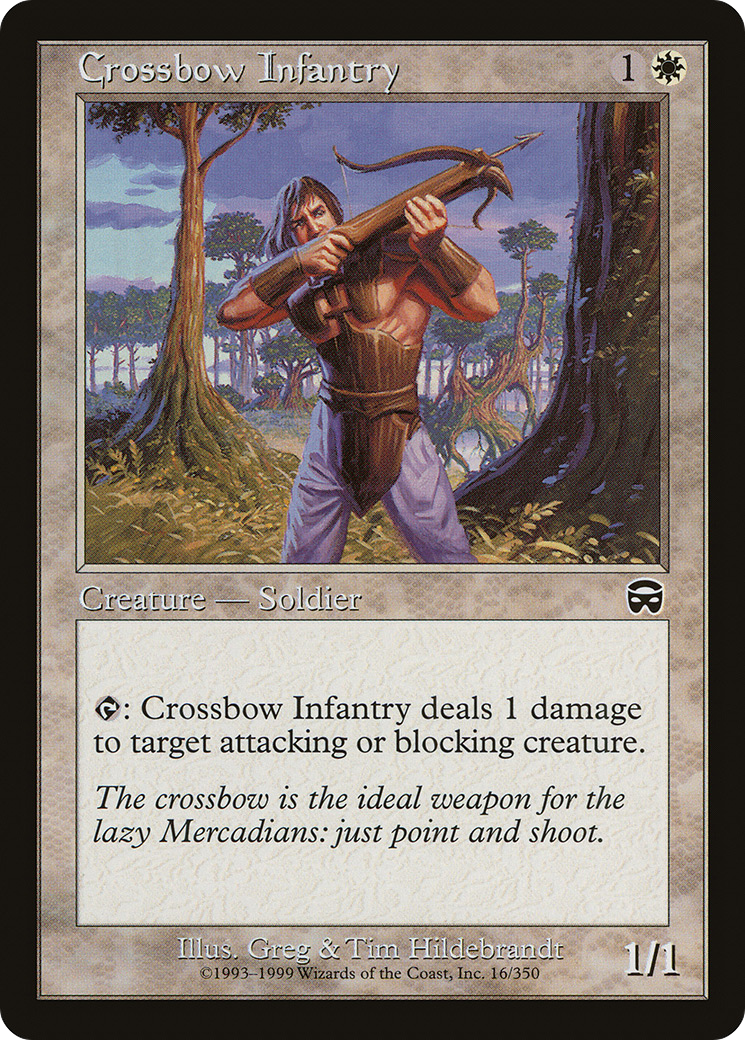 Crossbow Infantry 1
Creature — Soldier
: Crossbow Infantry deals 1 damage
to target attacking or blocking creature.
The crossbow is the ideal weapon for the
lazy Mercadians: just point and shoot.
Illus. Greg & Tim Hildebrandt
©1993–1999 Wizards of the Coast, Inc. 16/350
1/1